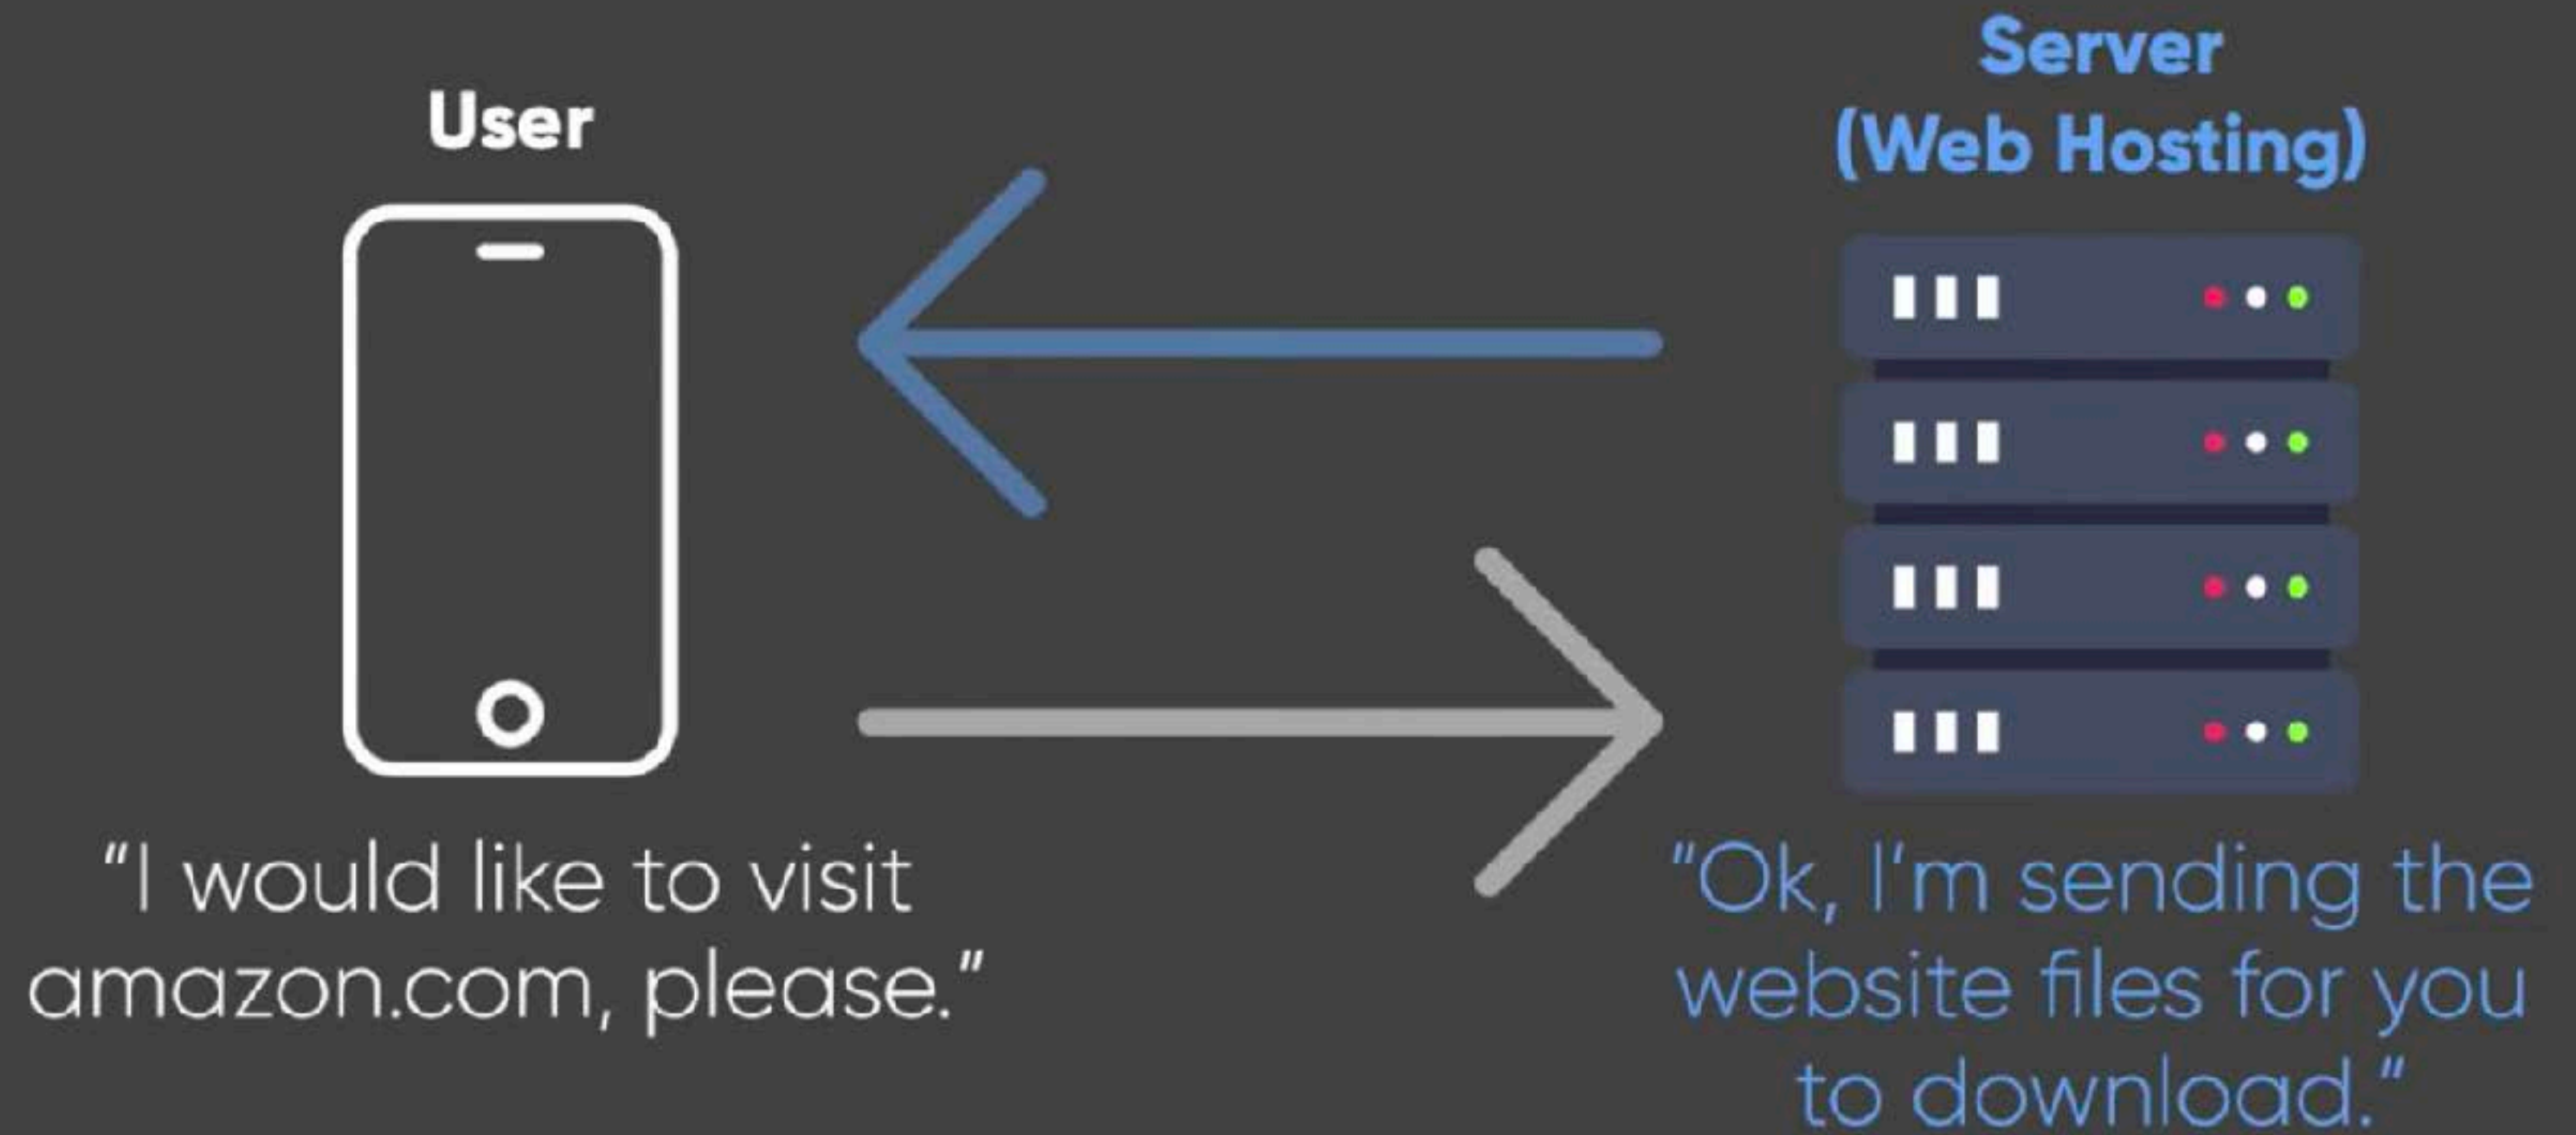 User
“I would like to visit
amazon.com, please.”
Server
(Web Hosting)
“Ok, I‘m sending the
website files for you
to download.“